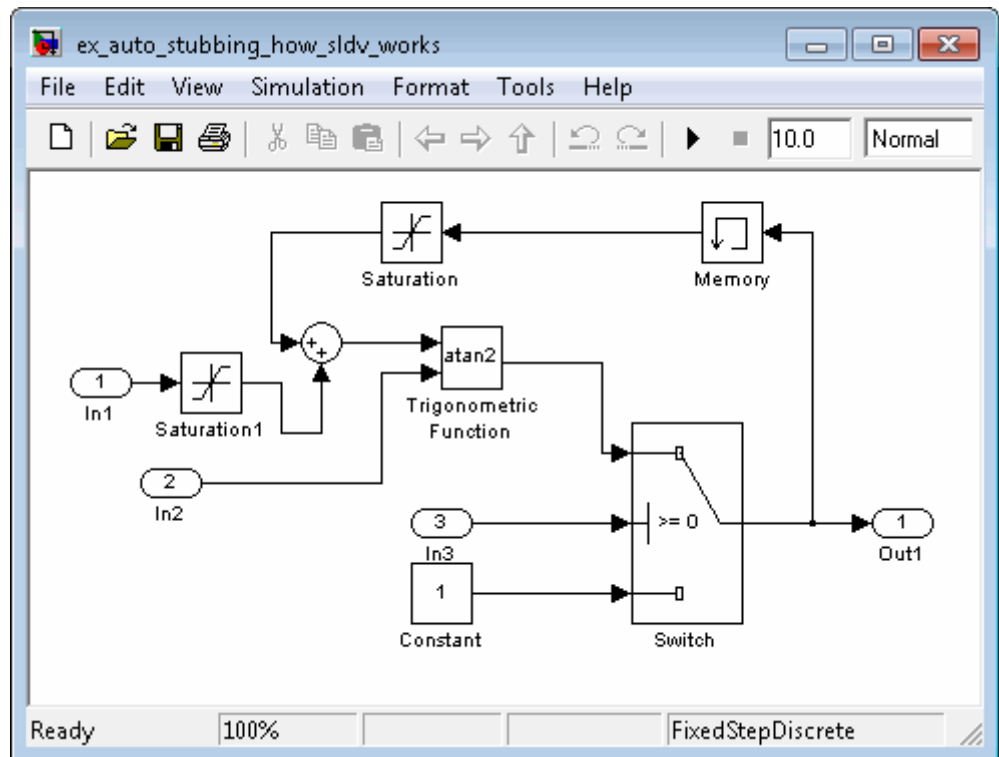 ex_auto_stubbing_how_sldv_works
File Edit View Simulation Format Tools Help
10.0 Normal
Saturation
Memory
+
+
atan2
Trigonometric
Function
1
In1
Saturation1
2
In2
3
In3
>= 0
1
Out1
1
Constant
Switch
Ready 100% FixedStepDiscrete